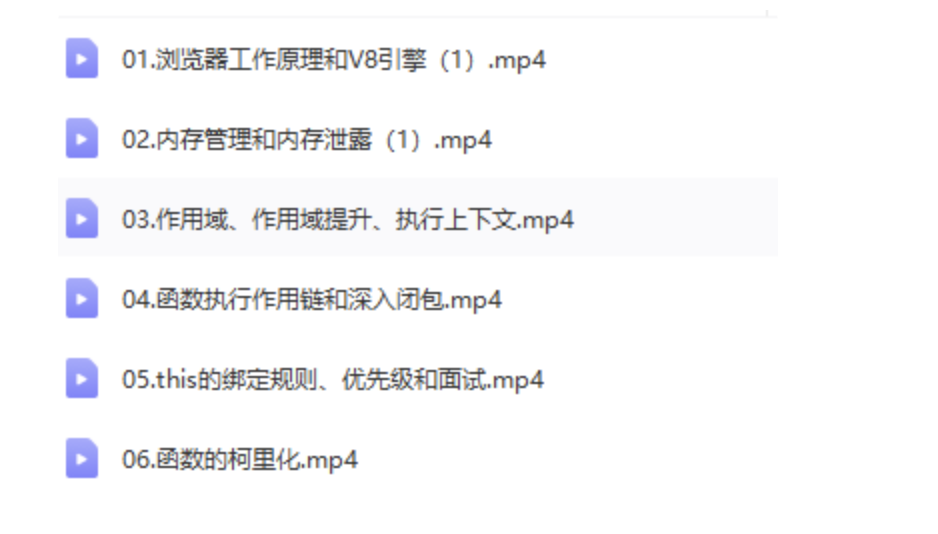 01.浏览器工作原理和V8引擎（1）.mp4
02.内存管理和内存泄露（1）.mp4
03.作用域、作用域提升、执行上下文.mp4
04.函数执行作用链和深入闭包.mp4
05.this的绑定规则、优先级和面试.mp4
06.函数的柯里化.mp4